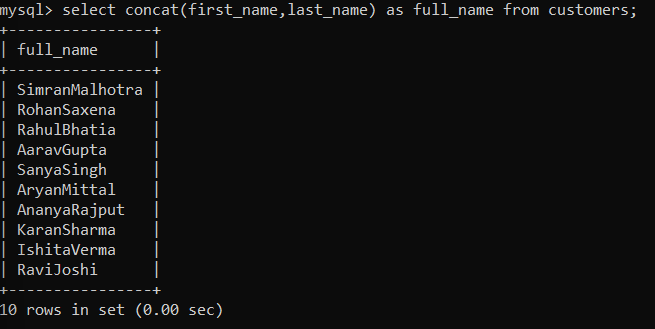 mysql> select concat(first_name,last_name) as full_name from customers;
+----------------+
| full_name      |
+----------------+
| SimranMalhotra |
| RohanSaxena    |
| RahulBhatia    |
| AaravGupta     |
| SanyaSingh     |
| AryanMittal    |
| AnanyaRajput   |
| KaranSharma    |
| IshitaVerma    |
| RaviJoshi      |
+----------------+
10 rows in set (0.00 sec)